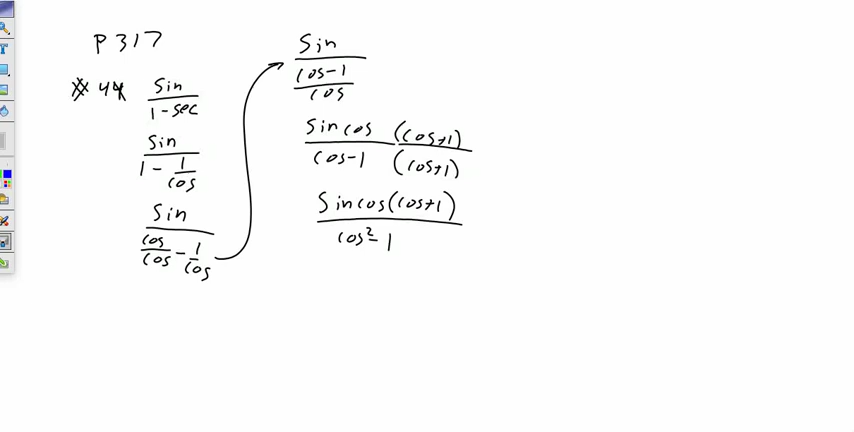 P 317
# 44 sin / 1 - sec
sin / 1 - 1/cos
sin / cos/cos - 1/cos
sin / cos-1/cos
sin cos / cos-1 (cos+1) / (cos+1)
sin cos(cos+1) / cos² - 1